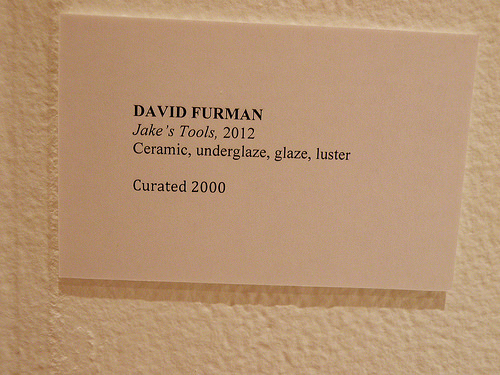 DAVID FURMAN
Jake's Tools, 2012
Ceramic, underglaze, glaze, luster
Curated 2000